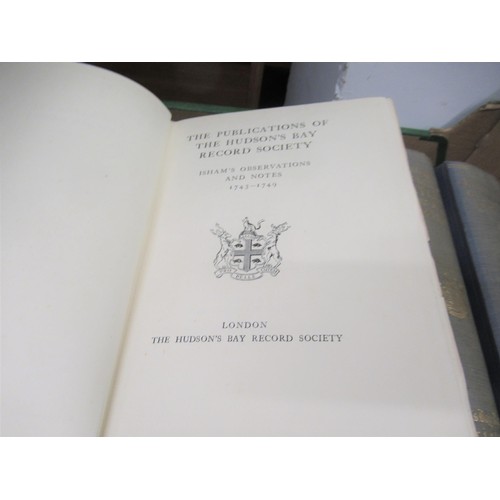 THE PUBLICATIONS OF
THE HUDSON'S BAY
RECORD SOCIETY
ISHAM'S OBSERVATIONS
AND NOTES
1743–1749
LONDON
THE HUDSON'S BAY RECORD SOCIETY